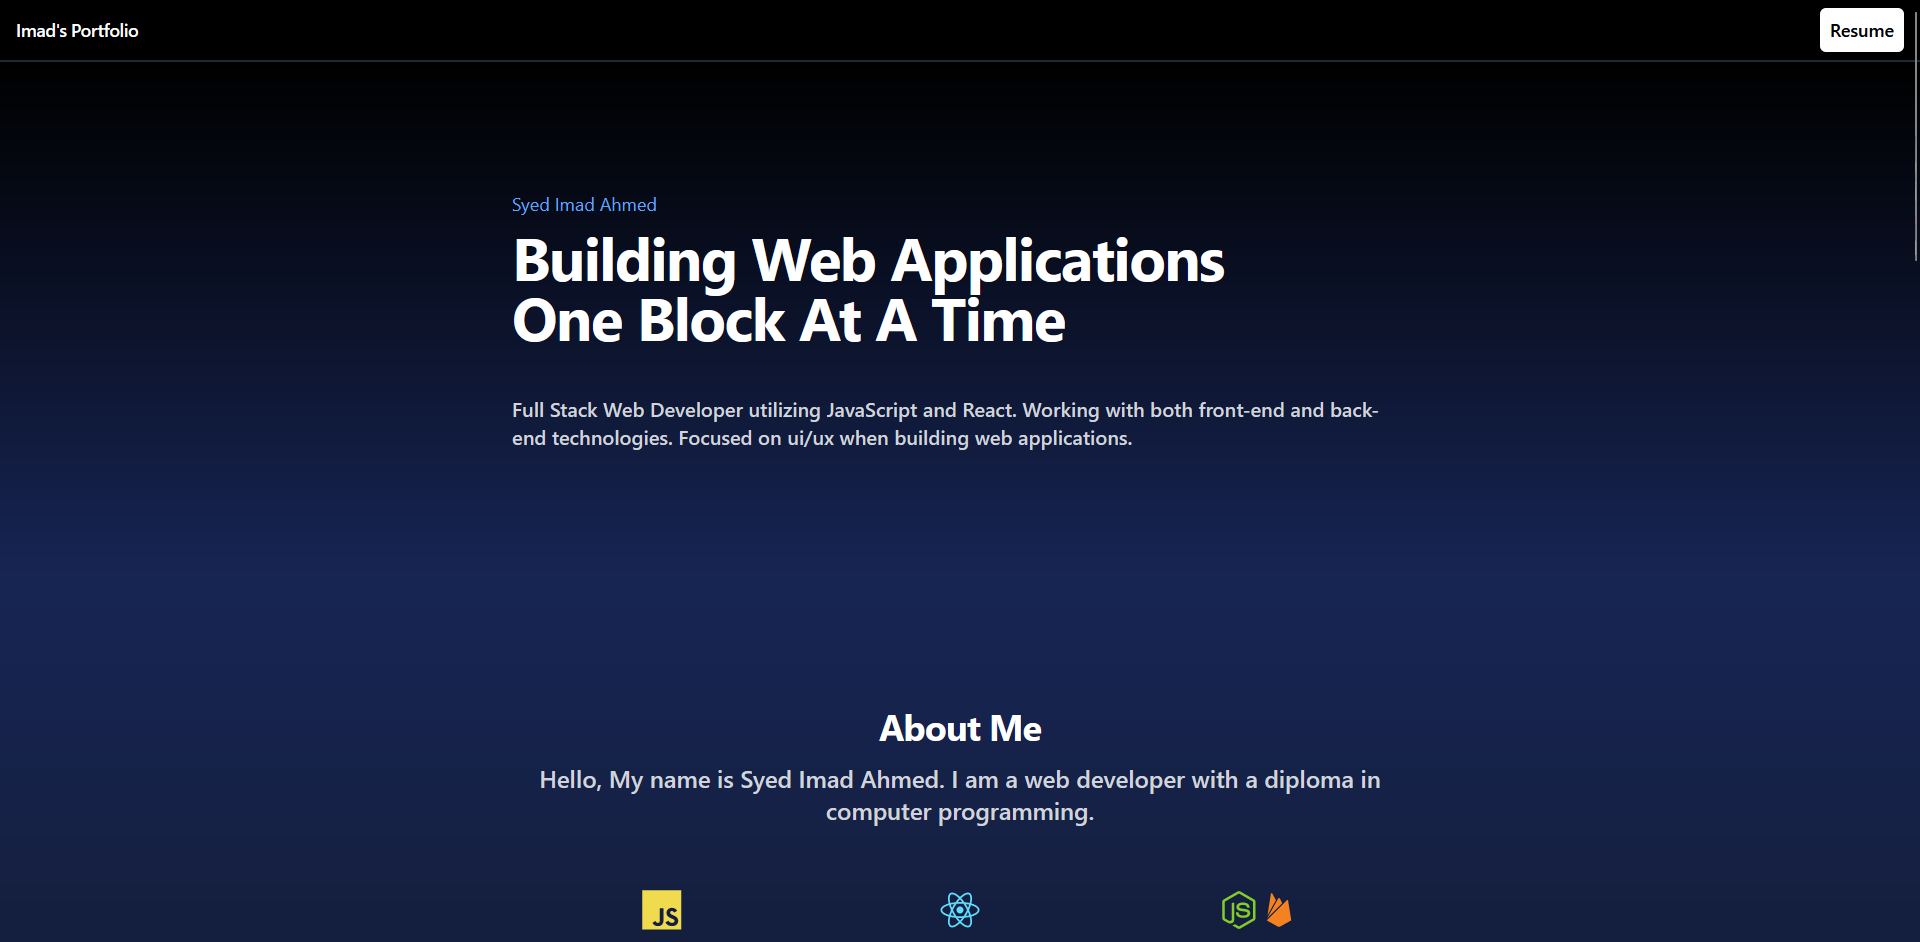 Imad's Portfolio
Resume
Syed Imad Ahmed
Building Web Applications
One Block At A Time
Full Stack Web Developer utilizing JavaScript and React. Working with both front-end and back-
end technologies. Focused on ui/ux when building web applications.
About Me
Hello, My name is Syed Imad Ahmed. I am a web developer with a diploma in
computer programming.
JS
JS